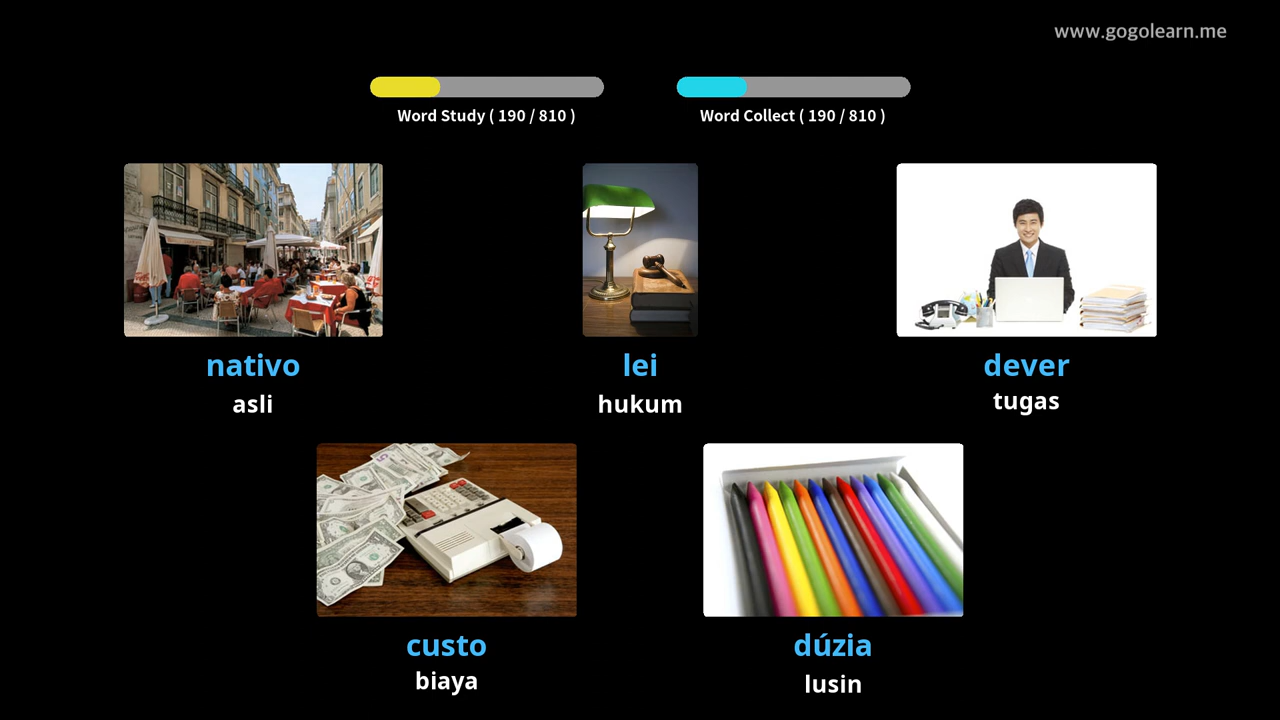 www.gogolearn.me
Word Study ( 190 / 810 )
Word Collect ( 190 / 810 )
nativo
asli
lei
hukum
dever
tugas
custo
biaya
dúzia
lusin